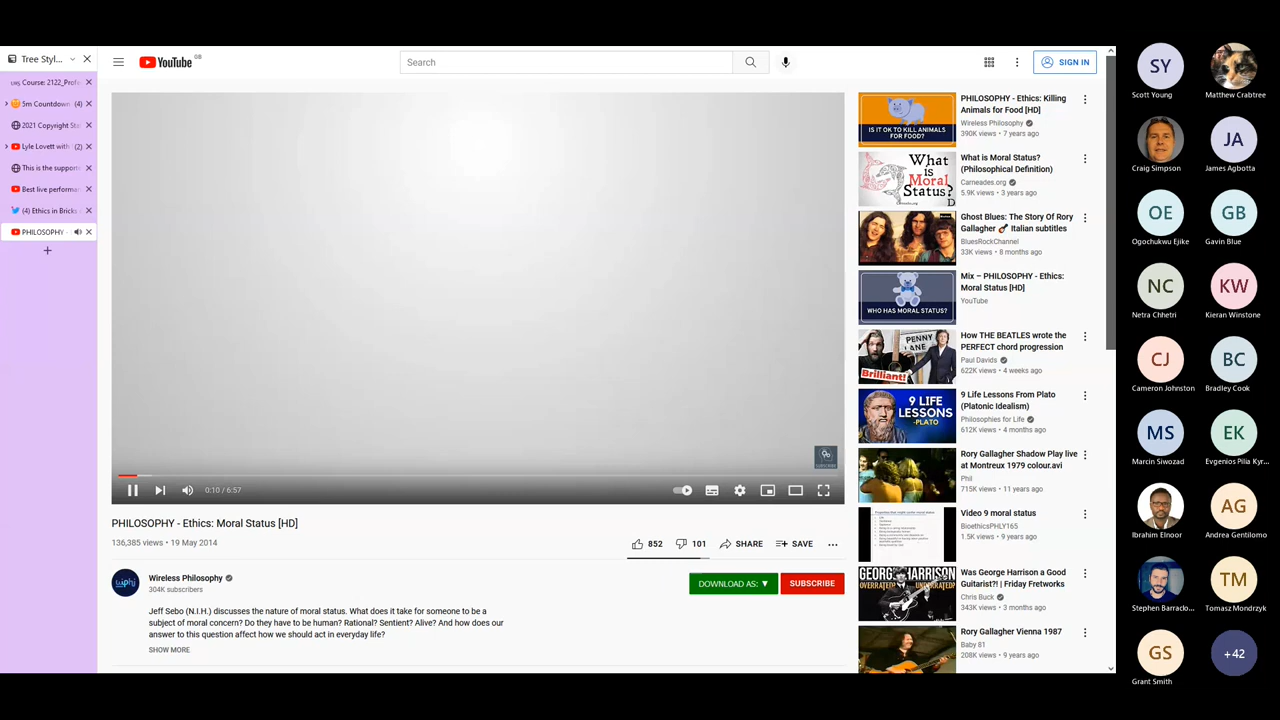 Tree Styl...
Course: 2122_Profe
5m Countdown (4)
2021 Copyright Sta
Lyle Lovett with (2)
This is the supporti
Best live performan
(4) Ethics in Bricks
PHILOSOPHY -
YouTube GB
Search
SIGN IN
0:10 / 6:57
SUBSCRIBE
PHILOSOPHY - Ethics: Moral Status [HD]
136,385 views • 19 May 2014
852
101
SHARE
SAVE
wiphi
Wireless Philosophy
304K subscribers
DOWNLOAD AS: ▼
SUBSCRIBE
Jeff Sebo (N.I.H.) discusses the nature of moral status. What does it take for someone to be a
subject of moral concern? Do they have to be human? Rational? Sentient? Alive? And how does our
answer to this question affect how we should act in everyday life?
SHOW MORE
IS IT OK TO KILL ANIMALS
FOR FOOD?
PHILOSOPHY - Ethics: Killing
Animals for Food [HD]
Wireless Philosophy
390K views • 7 years ago
What
is
Moral
Status?
What is Moral Status?
(Philosophical Definition)
Carneades.org
5.9K views • 3 years ago
Ghost Blues: The Story Of Rory
Gallagher 🎸 Italian subtitles
BluesRockChannel
33K views • 8 months ago
WHO HAS MORAL STATUS?
Mix – PHILOSOPHY - Ethics:
Moral Status [HD]
YouTube
PENNY
LANE
Brilliant!
How THE BEATLES wrote the
PERFECT chord progression
Paul Davids
622K views • 4 weeks ago
9 LIFE
LESSONS
-PLATO
9 Life Lessons From Plato
(Platonic Idealism)
Philosophies for Life
612K views • 4 months ago
Rory Gallagher Shadow Play live
at Montreux 1979 colour.avi
Phil
715K views • 11 years ago
Video 9 moral status
BioethicsPHLY165
1.5K views • 9 years ago
GEORGE HARRISON
OVERRATED?
UNDERRATED?
Was George Harrison a Good
Guitarist?! | Friday Fretworks
Chris Buck
343K views • 3 months ago
Rory Gallagher Vienna 1987
Baby 81
208K views • 9 years ago
SY
Scott Young
Matthew Crabtree
Craig Simpson
JA
James Agbotta
OE
Ogochukwu Ejike
GB
Gavin Blue
NC
Netra Chhetri
KW
Kieran Winstone
CJ
Cameron Johnston
BC
Bradley Cook
MS
Marcin Siwozad
EK
Evgenios Pilia Kyr...
Ibrahim Elnoor
AG
Andrea Gentilomo
Stephen Barraclo...
TM
Tomasz Mondrzyk
GS
Grant Smith
+42